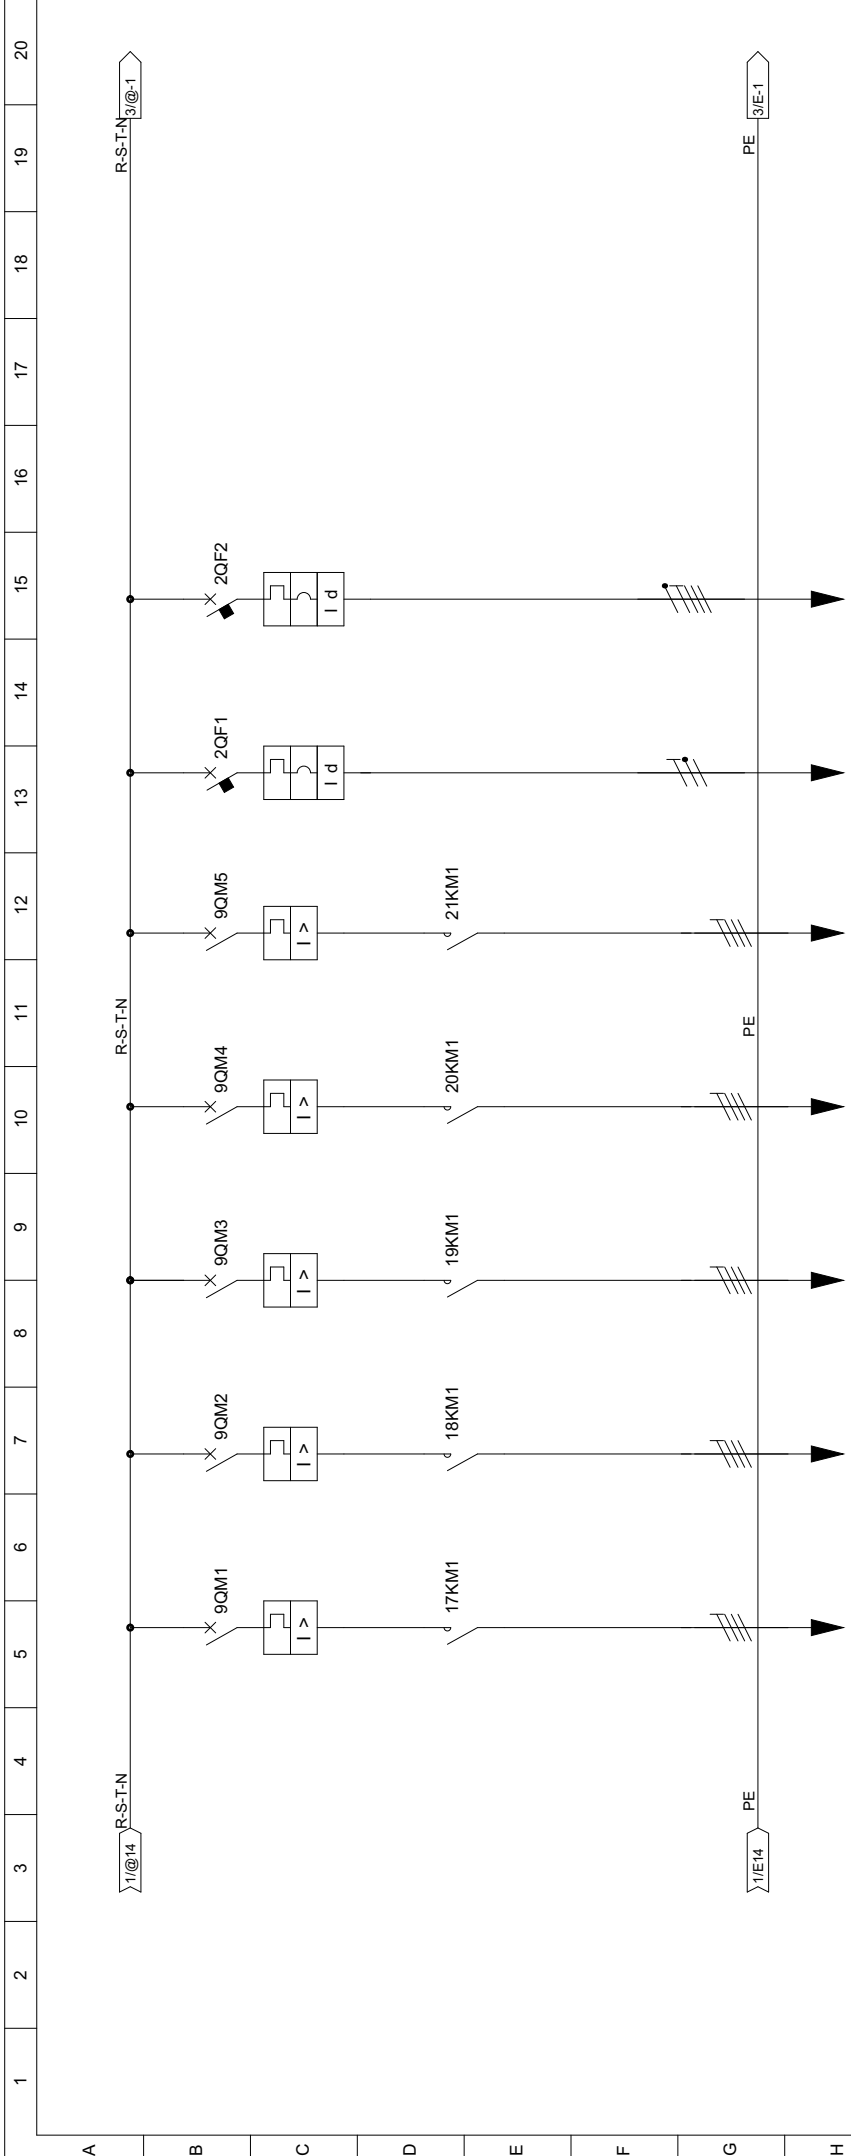 1 2 3 4 5 6 7 8 9 10 11 12 13 14 15 16 17 18 19 20
A
1/@14 R-S-T-N R-S-T-N R-S-T-N 3/@-1
B
9QM1 9QM2 9QM3 9QM4 9QM5 2QF1 2QF2
C
I > I > I > I > I > I d I d
D
17KM1 18KM1 19KM1 20KM1 21KM1
E
F
G
1/E14 PE PE PE 3/E-1
H